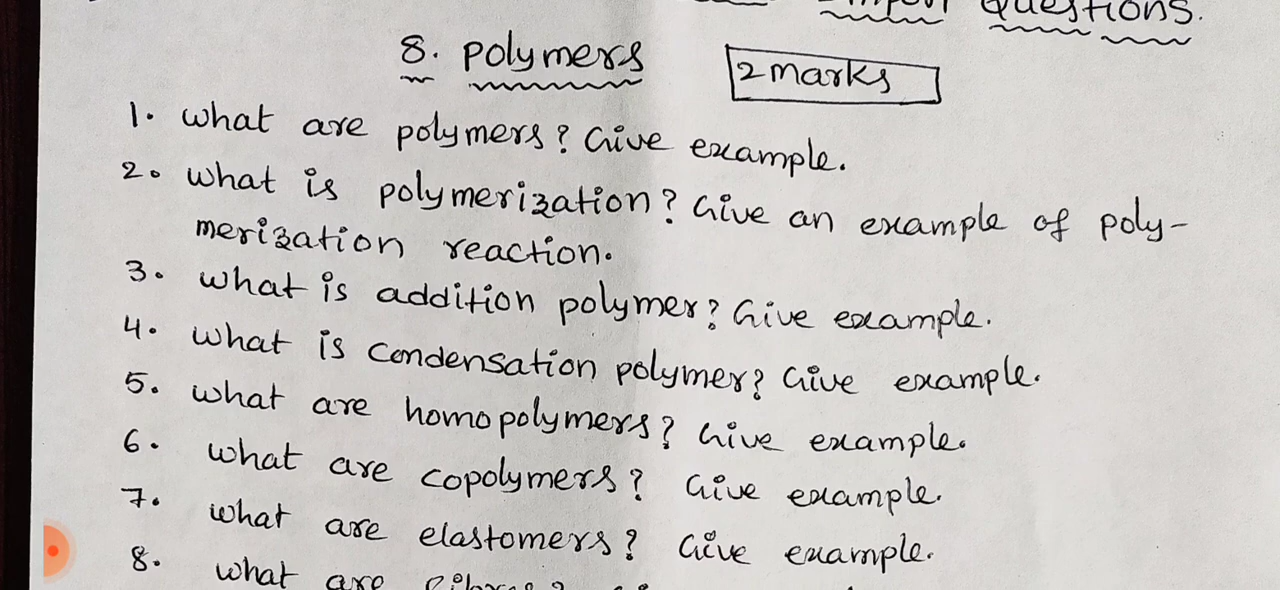 Questions.
8. Polymers 2 marks
1. What are polymers? Give example.
2. What is polymerization? Give an example of poly-
merization reaction.
3. What is addition polymer? Give example.
4. What is condensation polymer? Give example.
5. What are homopolymers? Give example.
6. What are copolymers? Give example.
7. What are elastomers? Give example.
8. What are